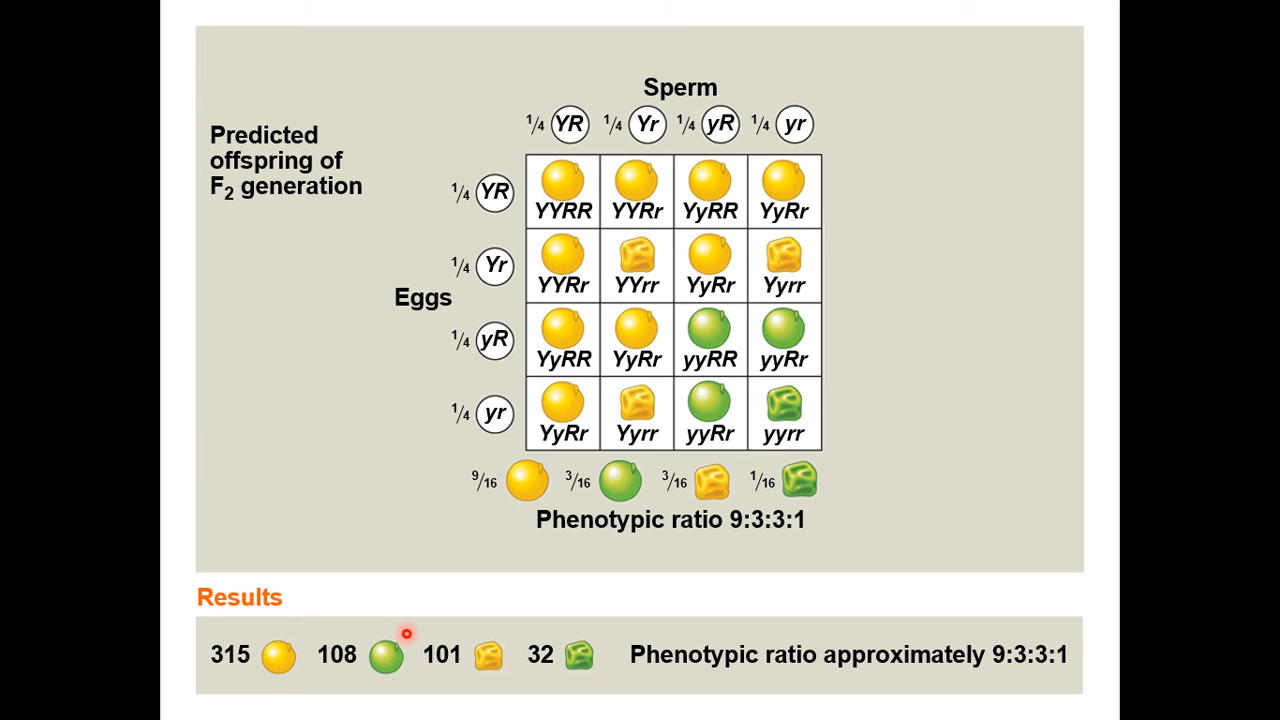 Sperm
1/4 YR 1/4 Yr 1/4 yR 1/4 yr
Predicted
offspring of
F2 generation
1/4 YR YYRR YYRr YyRR YyRr
1/4 Yr YYRr YYrr YyRr Yyrr
Eggs
1/4 yR YyRR YyRr yyRR yyRr
1/4 yr YyRr Yyrr yyRr yyrr
9/16 3/16 3/16 1/16
Phenotypic ratio 9:3:3:1
Results
315 108 101 32 Phenotypic ratio approximately 9:3:3:1